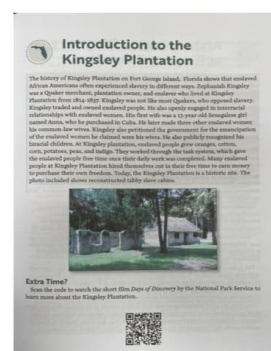 Introduction to the
Kingsley Plantation
The history of Kingsley Plantation on Fort George Island, Florida shows that enslaved
African Americans often experienced slavery in different ways. Zephaniah Kingsley
was a Quaker merchant, plantation owner, and enslaver who lived at Kingsley
Plantation from 1814-1837. Kingsley was not like most Quakers, who opposed slavery.
Kingsley traded and owned enslaved people. He also openly engaged in interracial
relationships with enslaved women. His first wife was a 13-year-old Senegalese girl
named Anna, who he purchased in Cuba. He later made three other enslaved women
his common law wives. Kingsley also petitioned the government for the emancipation
of the enslaved women he claimed were his wives. He also publicly recognized his
biracial children. At Kingsley plantation, enslaved people grew oranges, cotton,
corn, potatoes, peas, and indigo. They worked through the task system, which gave
the enslaved people free time once their daily work was completed. Many enslaved
people at Kingsley Plantation hired themselves out in their free time to earn money
to purchase their own freedom. Today, the Kingsley Plantation is a historic site. The
photo included shows reconstructed tabby slave cabins.
Extra Time?
Scan the code to watch the short film Days of Discovery by the National Park Service to
learn more about the Kingsley Plantation.